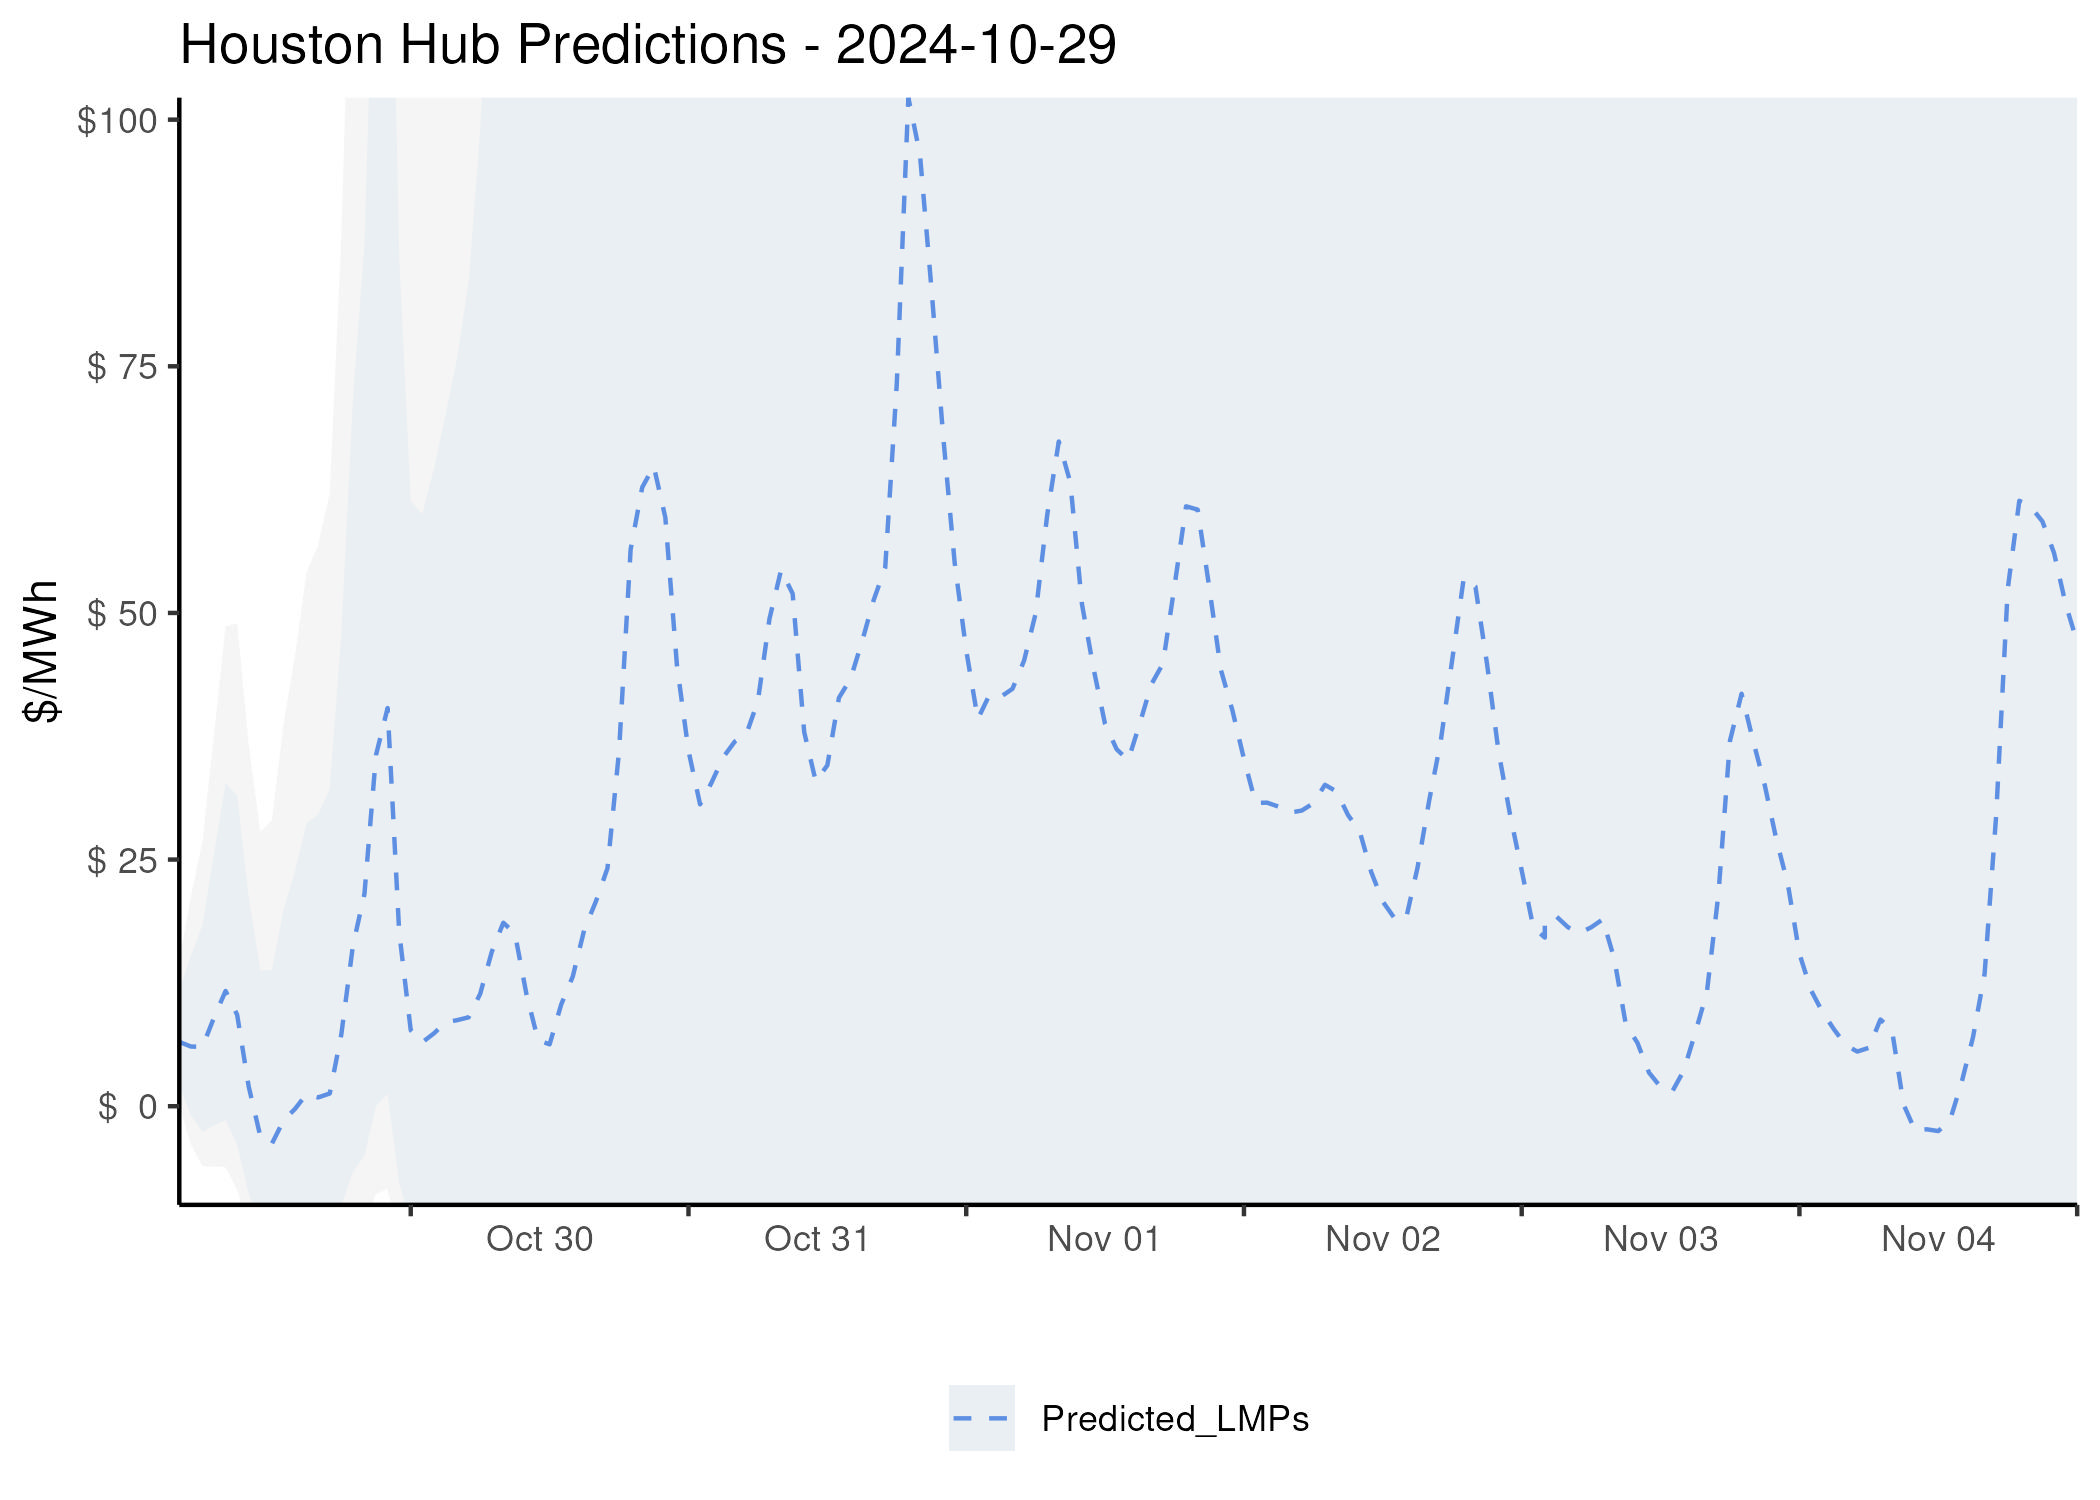 Houston Hub Predictions - 2024-10-29
$100
$ 75
$ 50
$ 25
$  0
$/MWh
Oct 30 Oct 31 Nov 01 Nov 02 Nov 03 Nov 04
Predicted_LMPs